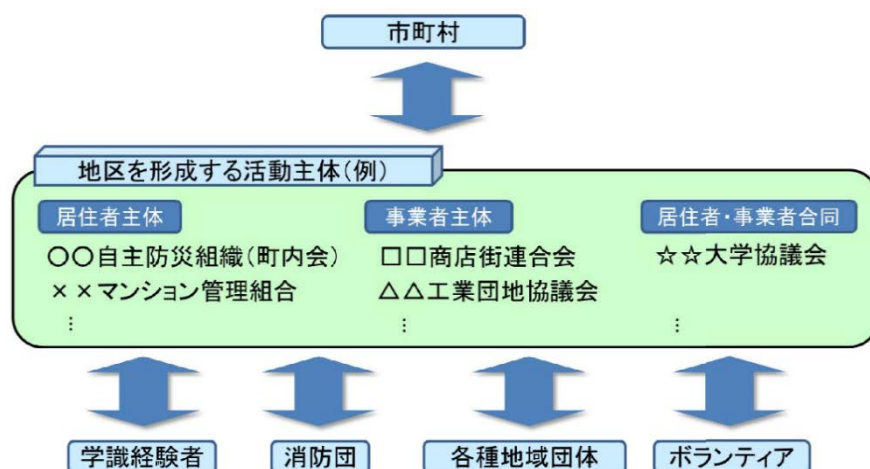 市町村
地区を形成する活動主体(例)
居住者主体
○○自主防災組織(町内会)
××マンション管理組合
⋮
事業者主体
□□商店街連合会
△△工業団地協議会
⋮
居住者・事業者合同
☆☆大学協議会
⋮
学識経験者
消防団
各種地域団体
ボランティア